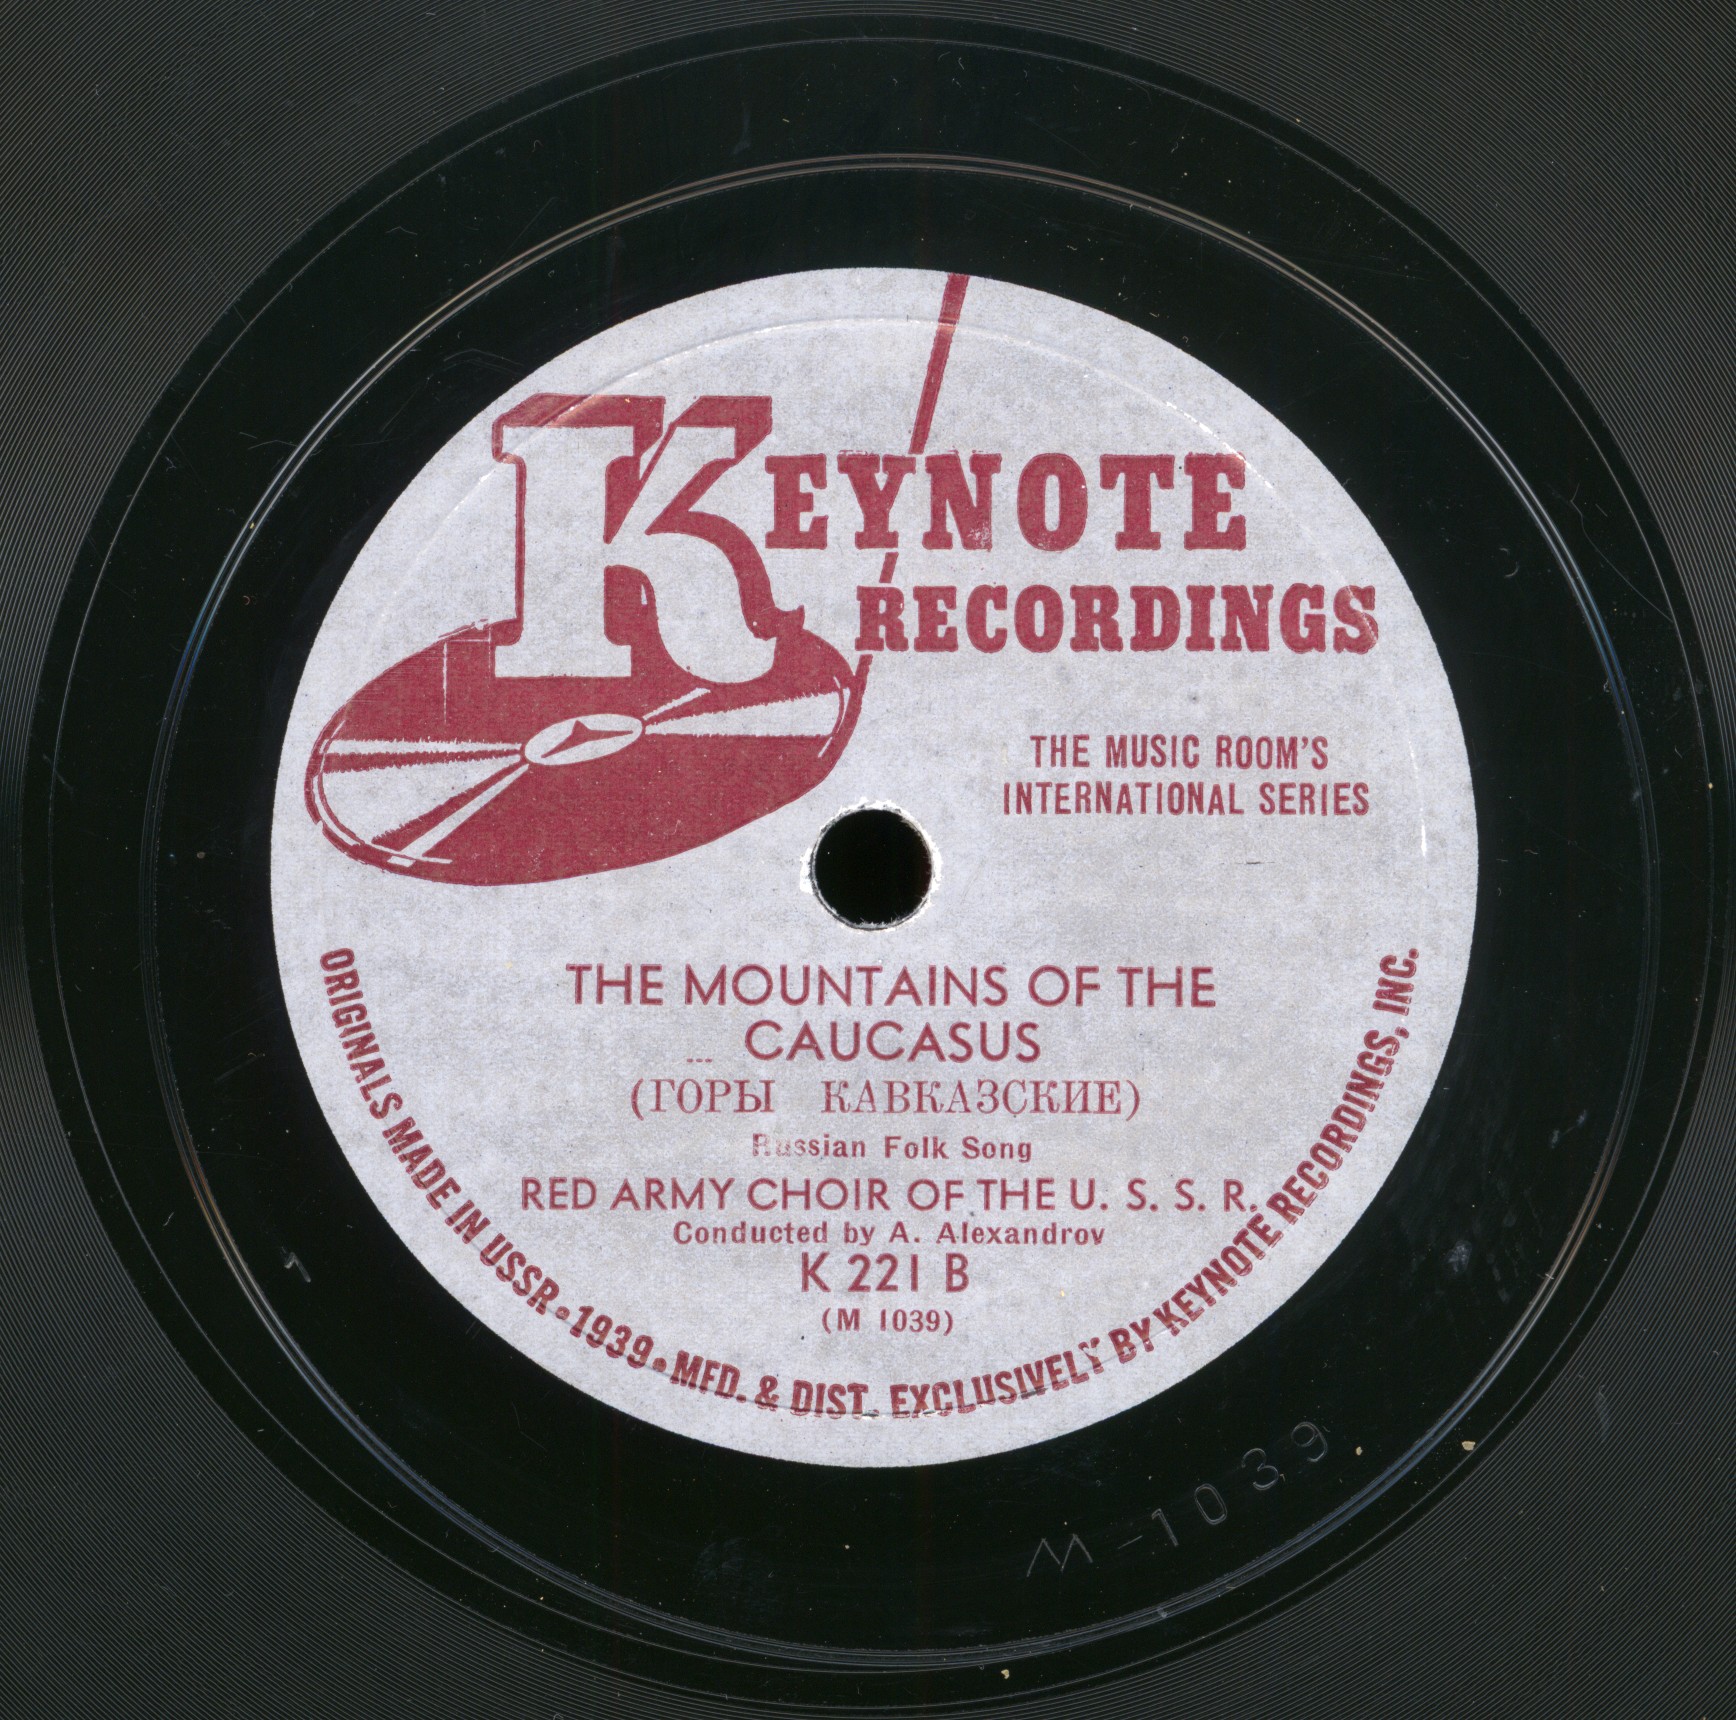 KEYNOTE
RECORDINGS
THE MUSIC ROOM'S
INTERNATIONAL SERIES
THE MOUNTAINS OF THE
CAUCASUS
(ГОРЫ КАВКАЗСКИЕ)
Russian Folk Song
RED ARMY CHOIR OF THE U. S. S. R.
Conducted by A. Alexandrov
K 221 B
(M 1039)
ORIGINALS MADE IN USSR • 1939 • MFD. & DIST. EXCLUSIVELY BY KEYNOTE RECORDINGS, INC.
M-1039